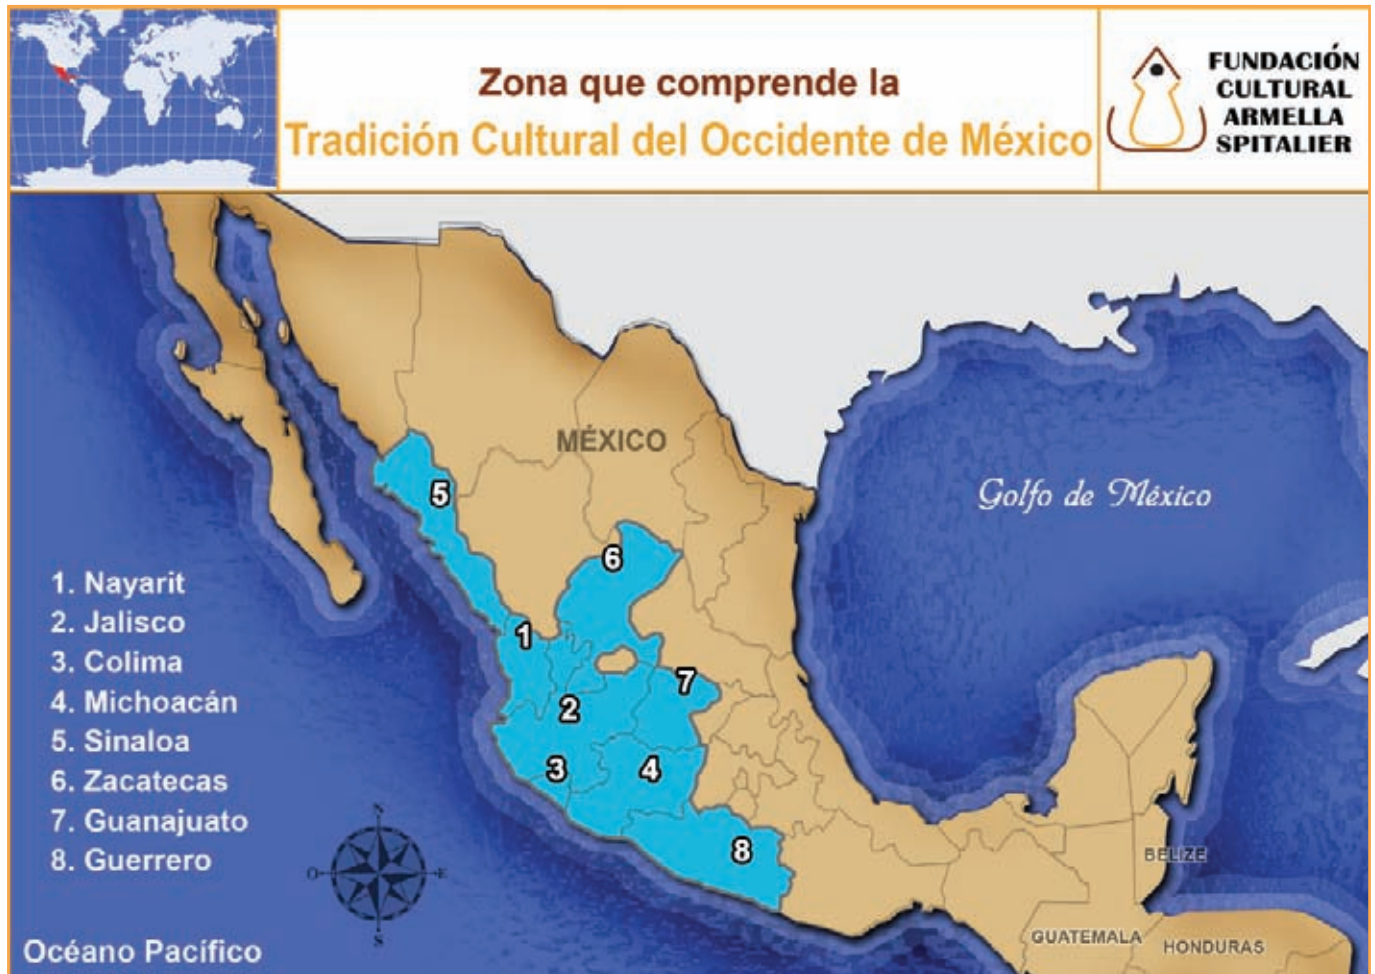 Zona que comprende la
Tradición Cultural del Occidente de México
FUNDACIÓN
CULTURAL
ARMELLA
SPITALIER
MÉXICO
Golfo de México
5
6
1
7
2
3
4
8
1. Nayarit
2. Jalisco
3. Colima
4. Michoacán
5. Sinaloa
6. Zacatecas
7. Guanajuato
8. Guerrero
N
O
E
S
BELIZE
GUATEMALA
HONDURAS
Océano Pacífico